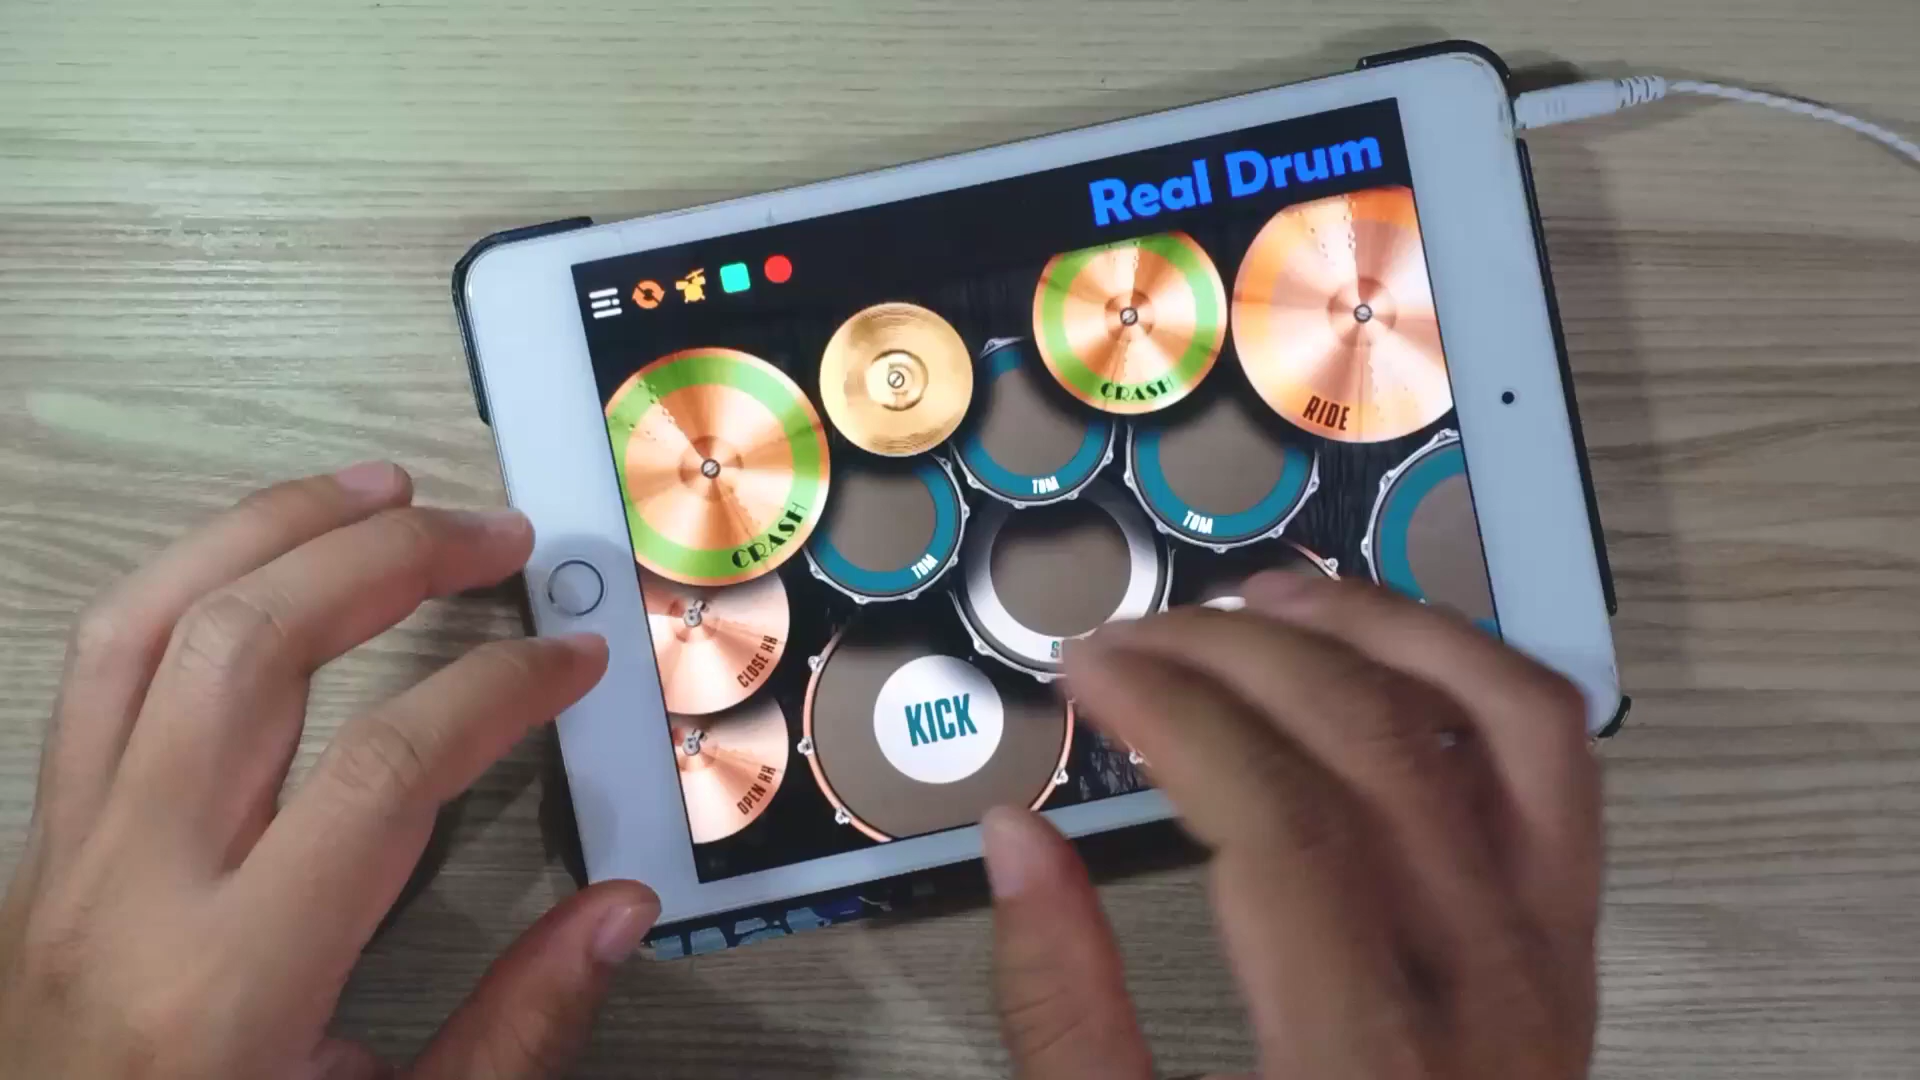 Real Drum
CRASH
RIDE
CRASH
TOM
TOM
TOM
CLOSE HH
KICK
OPEN HH